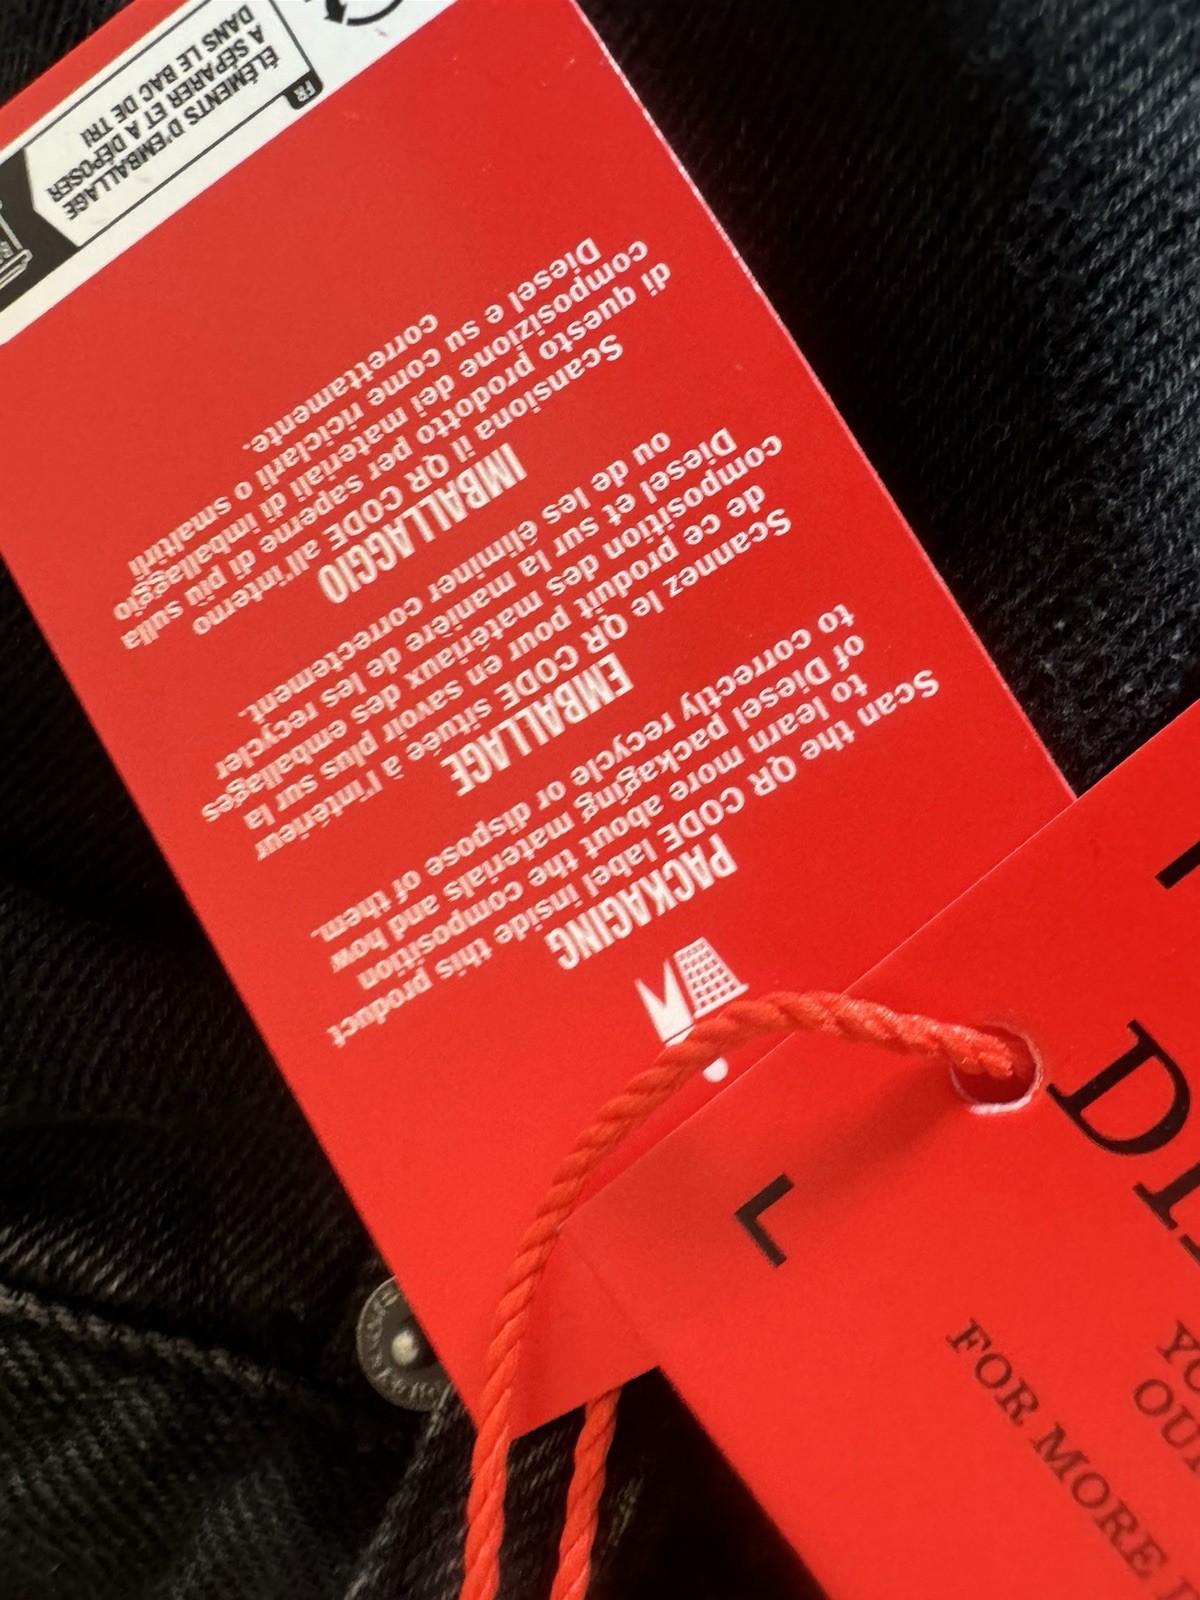 PACKAGING
Scan the QR CODE label inside this product
to learn more about the composition
of Diesel packaging materials and how
to correctly recycle or dispose of them.
EMBALLAGE
Scannez le QR CODE située à l'intérieur
de ce produit pour en savoir plus sur la
composition des matériaux des emballages
Diesel et sur la manière de les recycler
ou de les éliminer correctement.
IMBALLAGGIO
Scansiona il QR CODE all'interno
di questo prodotto per saperne di più sulla
composizione dei materiali di imballaggio
Diesel e su come riciclarli o smaltirli
correttamente.
FR
ÉLÉMENTS D'EMBALLAGE
A SÉPARER ET A DÉPOSER
DANS LE BAC DE TRI
FOR MORE